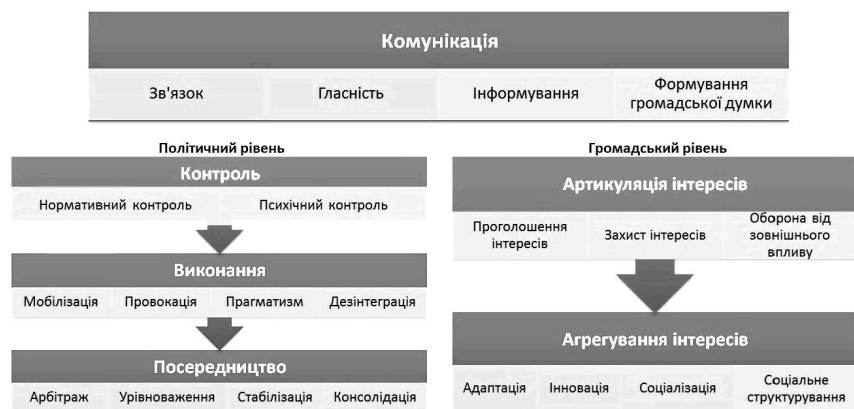 Комунікація
Зв'язок
Гласність
Інформування
Формування
громадської думки
Політичний рівень
Контроль
Нормативний контроль
Психічний контроль
Виконання
Мобілізація
Провокація
Прагматизм
Дезінтеграція
Посередництво
Арбітраж
Урівноваження
Стабілізація
Консолідація
Громадський рівень
Артикуляція інтересів
Проголошення
інтересів
Захист інтересів
Оборона від
зовнішнього
впливу
Агрегування інтересів
Адаптація
Інновація
Соціалізація
Соціальне
структурування